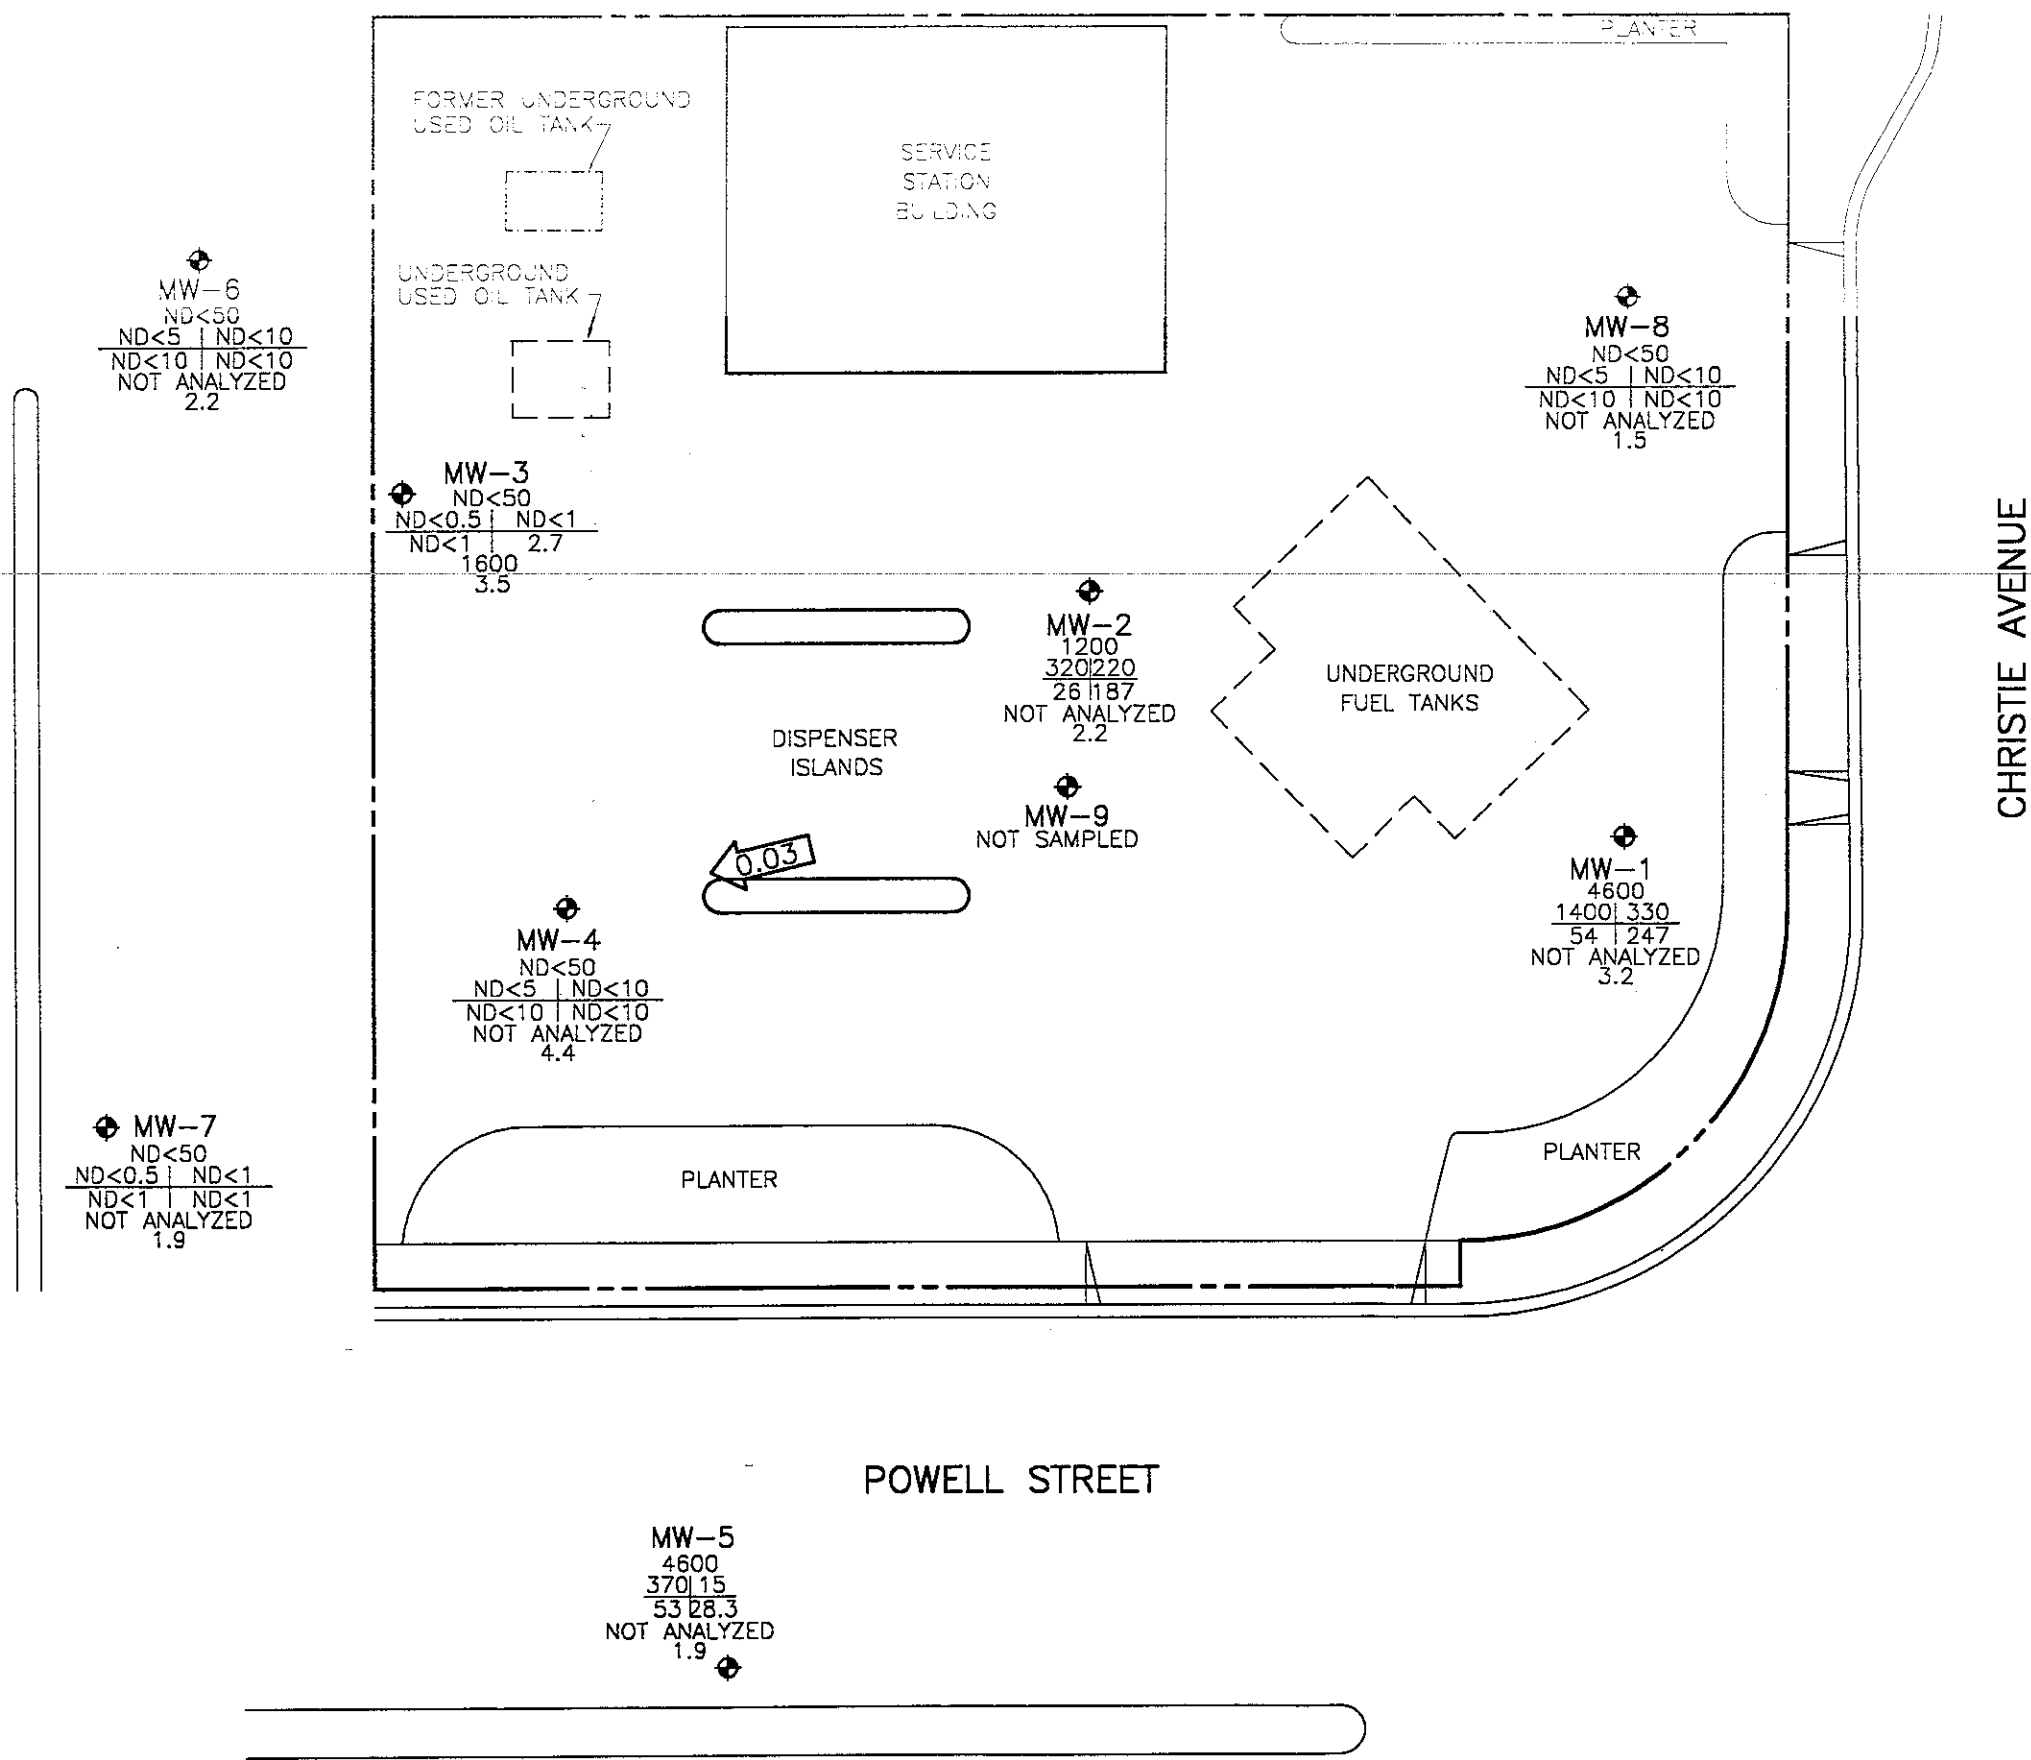 PLANTER
FORMER UNDERGROUND
USED OIL TANK
SERVICE
STATION
BUILDING
UNDERGROUND
USED OIL TANK
MW-6
ND<50
ND<5 | ND<10
ND<10 | ND<10
NOT ANALYZED
2.2
MW-8
ND<50
ND<5 | ND<10
ND<10 | ND<10
NOT ANALYZED
1.5
MW-3
ND<50
ND<0.5 | ND<1
ND<1 | 2.7
1600
3.5
CHRISTIE AVENUE
MW-2
1200
320|220
26|187
NOT ANALYZED
2.2
UNDERGROUND
FUEL TANKS
DISPENSER
ISLANDS
MW-9
NOT SAMPLED
0.03
MW-1
4600
1400|330
54 | 247
NOT ANALYZED
3.2
MW-4
ND<50
ND<5 | ND<10
ND<10 | ND<10
NOT ANALYZED
4.4
MW-7
ND<50
ND<0.5 | ND<1
ND<1 | ND<1
NOT ANALYZED
1.9
PLANTER
PLANTER
POWELL STREET
MW-5
4600
370|15
53|28.3
NOT ANALYZED
1.9